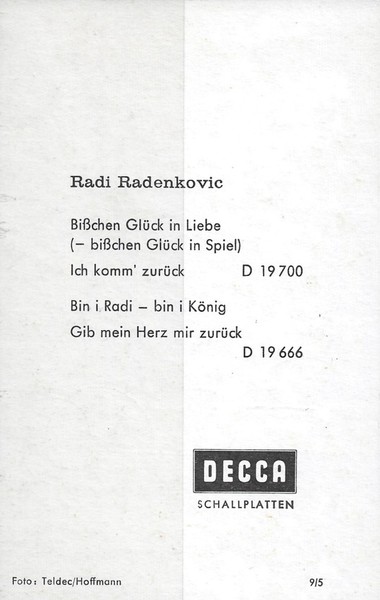 Radi Radenkovic
Bißchen Glück in Liebe
(– bißchen Glück in Spiel)
Ich komm' zurück D 19 700
Bin i Radi – bin i König
Gib mein Herz mir zurück
D 19 666
DECCA
SCHALLPLATTEN
Foto: Teldec/Hoffmann 9/5